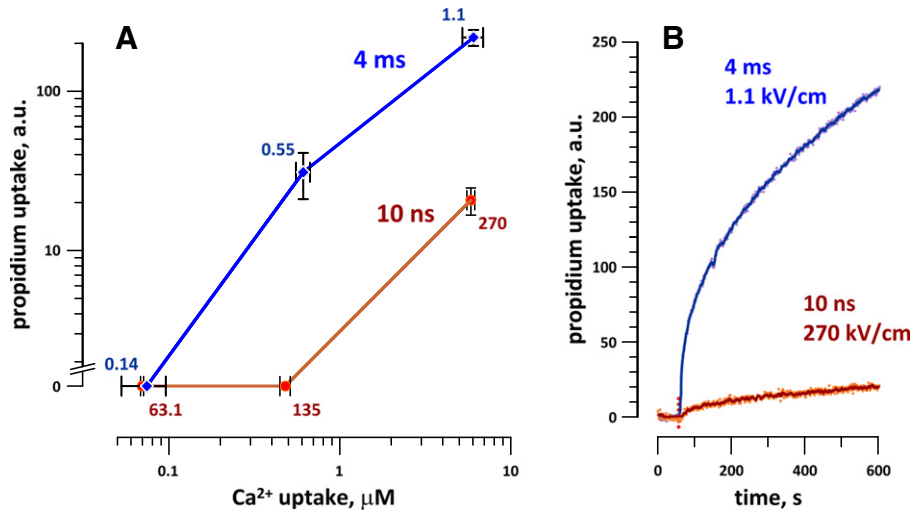 A
propidium uptake, a.u.
100
10
0
1.1
4 ms
0.55
10 ns
270
0.14
63.1
135
0.1
1
10
Ca2+ uptake, μM
B
propidium uptake, a.u.
250
200
150
100
50
0
4 ms
1.1 kV/cm
10 ns
270 kV/cm
0
200
400
600
time, s